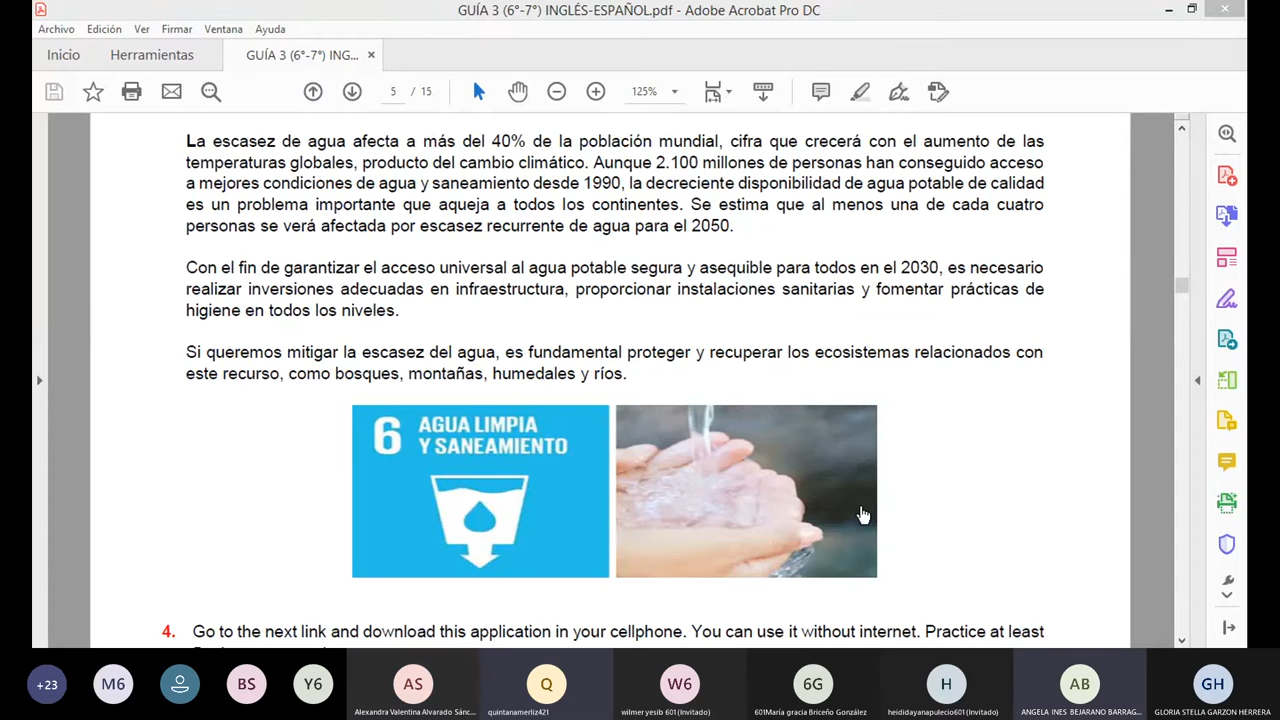 GUÍA 3 (6°-7°) INGLÉS-ESPAÑOL.pdf - Adobe Acrobat Pro DC
Archivo Edición Ver Firmar Ventana Ayuda
Inicio Herramientas GUÍA 3 (6°-7°) ING... ×
5 / 15 125%
La escasez de agua afecta a más del 40% de la población mundial, cifra que crecerá con el aumento de las
temperaturas globales, producto del cambio climático. Aunque 2.100 millones de personas han conseguido acceso
a mejores condiciones de agua y saneamiento desde 1990, la decreciente disponibilidad de agua potable de calidad
es un problema importante que aqueja a todos los continentes. Se estima que al menos una de cada cuatro
personas se verá afectada por escasez recurrente de agua para el 2050.
Con el fin de garantizar el acceso universal al agua potable segura y asequible para todos en el 2030, es necesario
realizar inversiones adecuadas en infraestructura, proporcionar instalaciones sanitarias y fomentar prácticas de
higiene en todos los niveles.
Si queremos mitigar la escasez del agua, es fundamental proteger y recuperar los ecosistemas relacionados con
este recurso, como bosques, montañas, humedales y ríos.
6 AGUA LIMPIA
Y SANEAMIENTO
4. Go to the next link and download this application in your cellphone. You can use it without internet. Practice at least
+23 M6 BS Y6 AS Q W6 6G H AB GH
Alexandra Valentina Alvarado Sánc... quintanamerliz421 wilmer yesib 601 (Invitado) 601María gracia Briceño González heididayanapulecio601 (Invitado) ANGELA INES BEJARANO BARRAG... GLORIA STELLA GARZON HERRERA